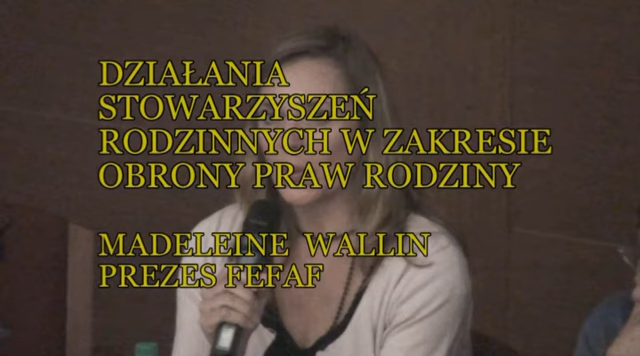 DZIAŁANIA
STOWARZYSZEŃ
RODZINNYCH W ZAKRESIE
OBRONY PRAW RODZINY
MADELEINE WALLIN
PREZES FEFAF